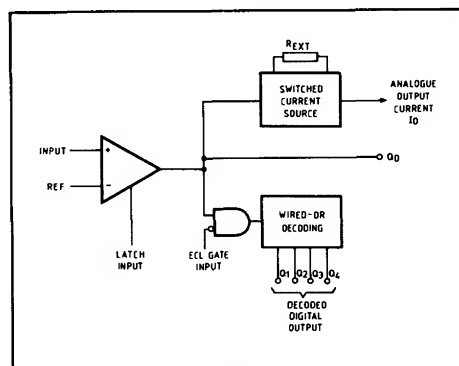 REXT
SWITCHED
CURRENT
SOURCE
ANALOGUE
OUTPUT
CURRENT
IO
INPUT
+
REF
-
QD
LATCH
INPUT
ECL GATE
INPUT
WIRED-OR
DECODING
Q1 Q2 Q3 Q4
DECODED
DIGITAL
OUTPUT